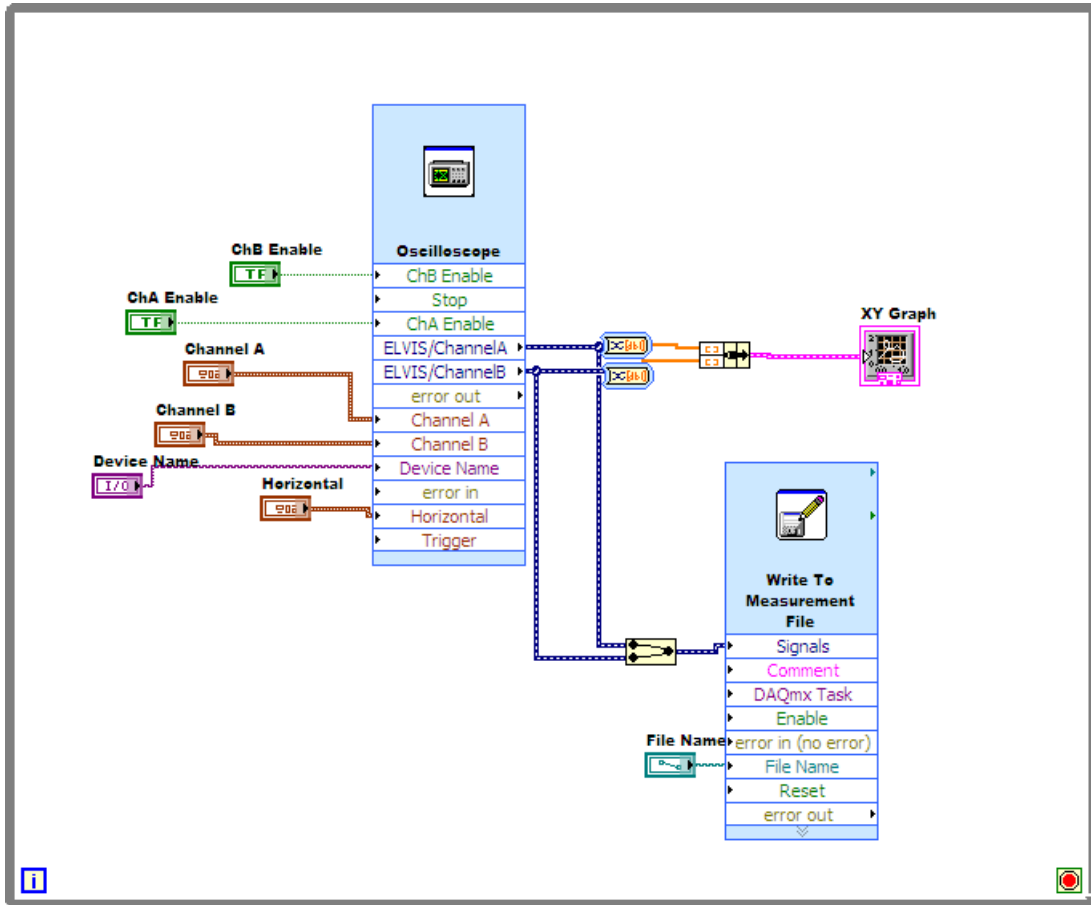 Oscilloscope
ChB Enable
TF
ChB Enable
Stop
ChA Enable
TF
ChA Enable
ELVIS/ChannelA
ELVIS/ChannelB
error out
Channel A
Channel A
Channel B
Channel B
Device Name
I/O
Device Name
error in
Horizontal
Horizontal
Trigger
XY Graph
Write To
Measurement
File
Signals
Comment
DAQmx Task
Enable
error in (no error)
File Name
File Name
Reset
error out
i